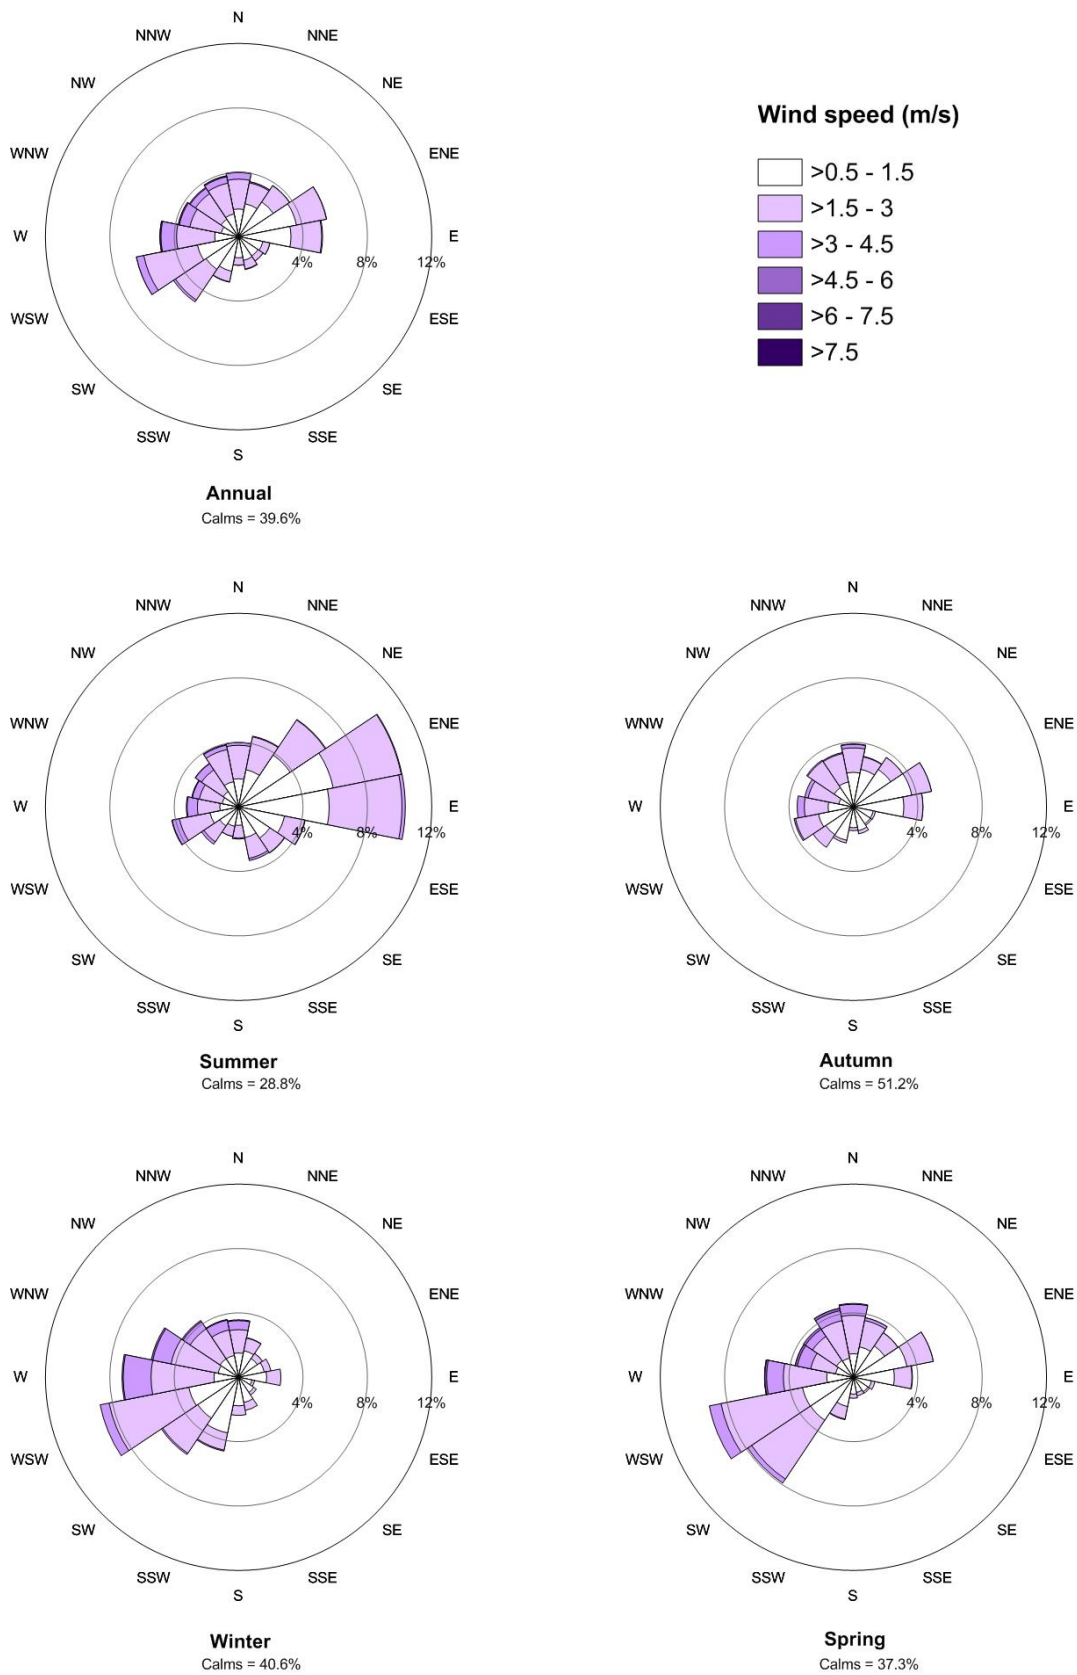 N
NNW
NNE
NW
NE
WNW
ENE
W
E
4%
8%
12%
WSW
ESE
SW
SE
SSW
SSE
S
Annual
Calms = 39.6%
Wind speed (m/s)
>0.5 - 1.5
>1.5 - 3
>3 - 4.5
>4.5 - 6
>6 - 7.5
>7.5
N
NNW
NNE
NW
NE
WNW
ENE
W
E
4%
8%
12%
WSW
ESE
SW
SE
SSW
SSE
S
Summer
Calms = 28.8%
N
NNW
NNE
NW
NE
WNW
ENE
W
E
4%
8%
12%
WSW
ESE
SW
SE
SSW
SSE
S
Autumn
Calms = 51.2%
N
NNW
NNE
NW
NE
WNW
ENE
W
E
4%
8%
12%
WSW
ESE
SW
SE
SSW
SSE
S
Winter
Calms = 40.6%
N
NNW
NNE
NW
NE
WNW
ENE
W
E
4%
8%
12%
WSW
ESE
SW
SE
SSW
SSE
S
Spring
Calms = 37.3%